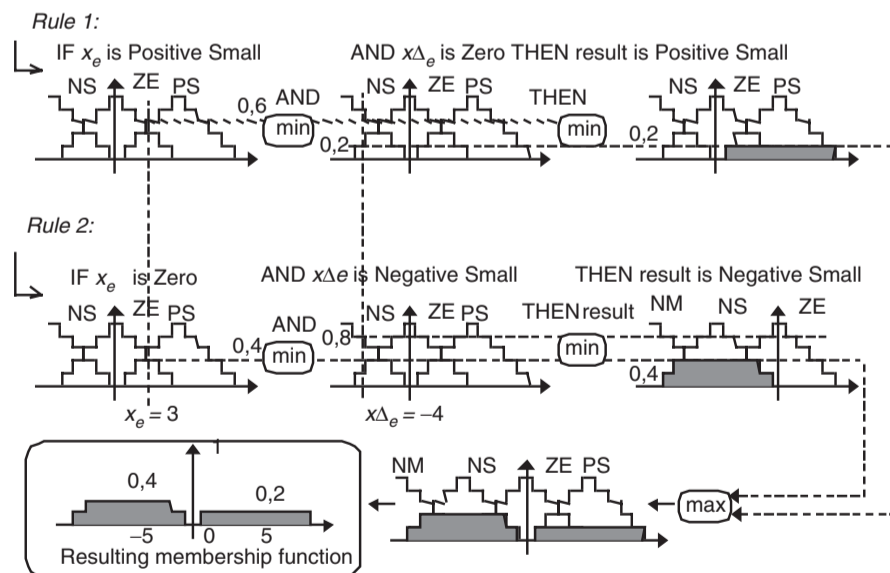 Rule 1:
IF xe is Positive Small
AND xΔe is Zero THEN result is Positive Small
NS ZE PS
0,6
AND
min
NS ZE PS
0,2
THEN
min
NS ZE PS
0,2
Rule 2:
IF xe is Zero
AND xΔe is Negative Small
THEN result is Negative Small
NS ZE PS
0,4
AND
min
NS ZE PS
0,8
THEN result
min
NM NS ZE
0,4
xe = 3
xΔe = −4
1
0,4
0,2
−5 0 5
Resulting membership function
NM NS ZE PS
max